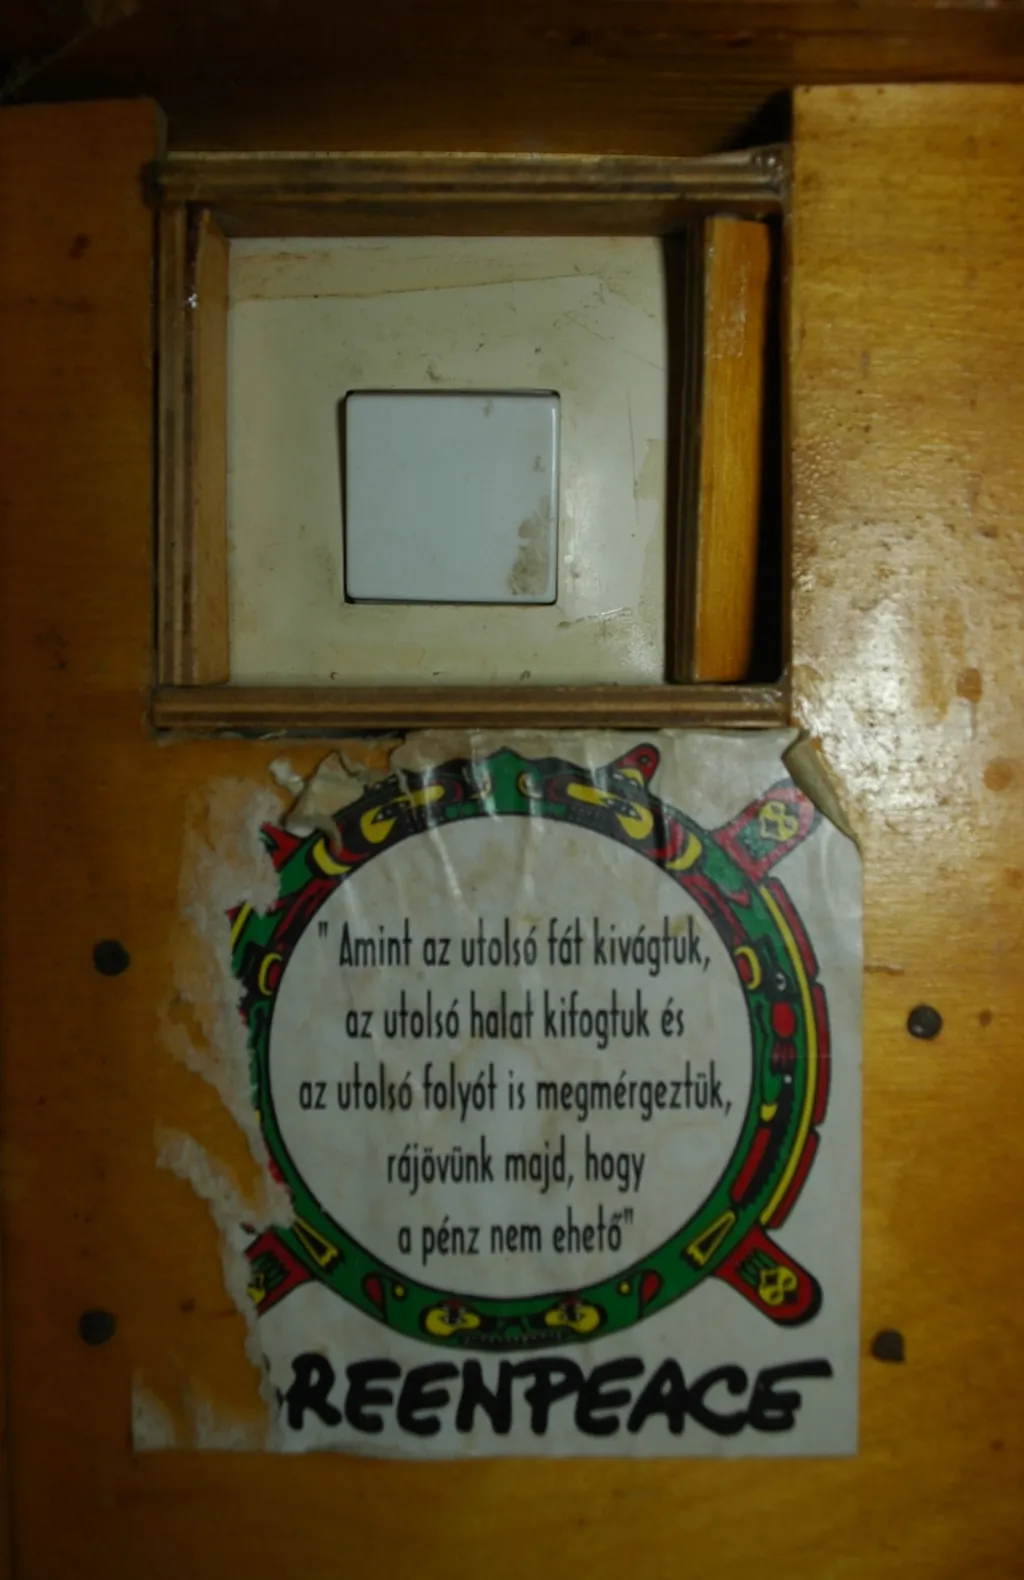 " Amint az utolsó fát kivágtuk,
az utolsó halat kifogtuk és
az utolsó folyót is megmérgeztük,
rájövünk majd, hogy
a pénz nem ehető"
GREENPEACE